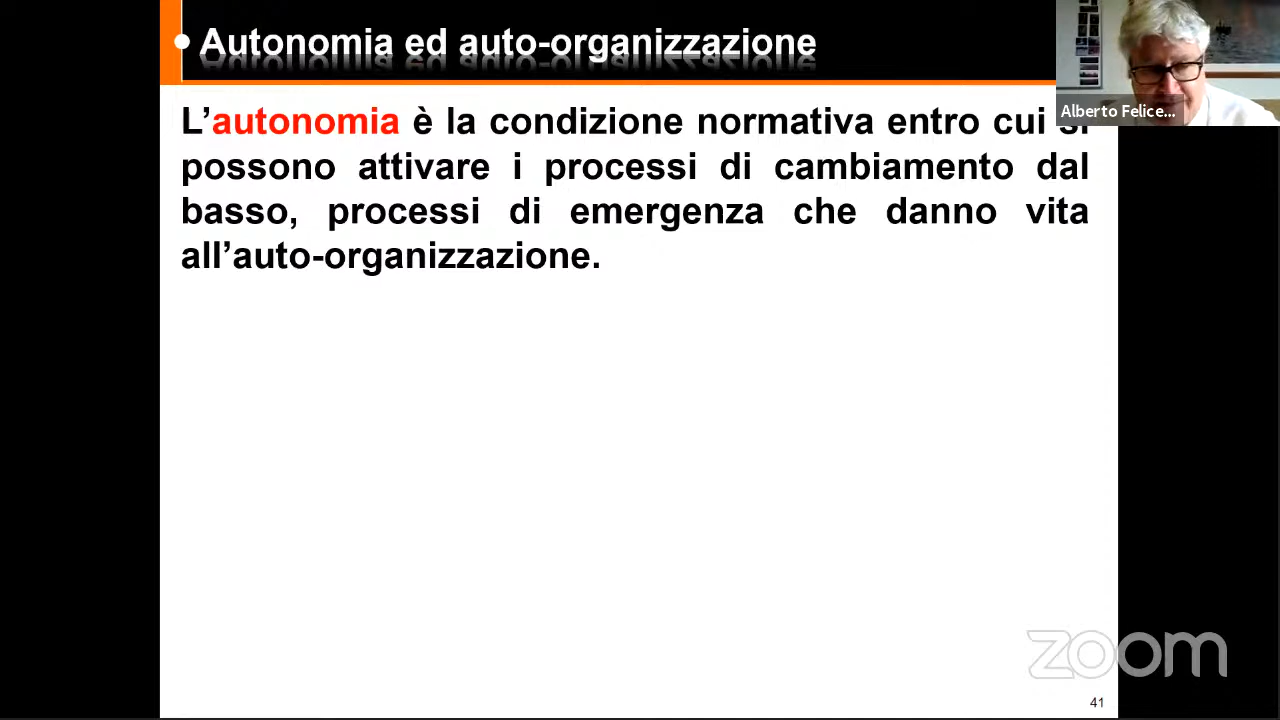 • Autonomia ed auto-organizzazione
Alberto Felice...
L’autonomia è la condizione normativa entro cui si
possono attivare i processi di cambiamento dal
basso, processi di emergenza che danno vita
all’auto-organizzazione.
zoom
41